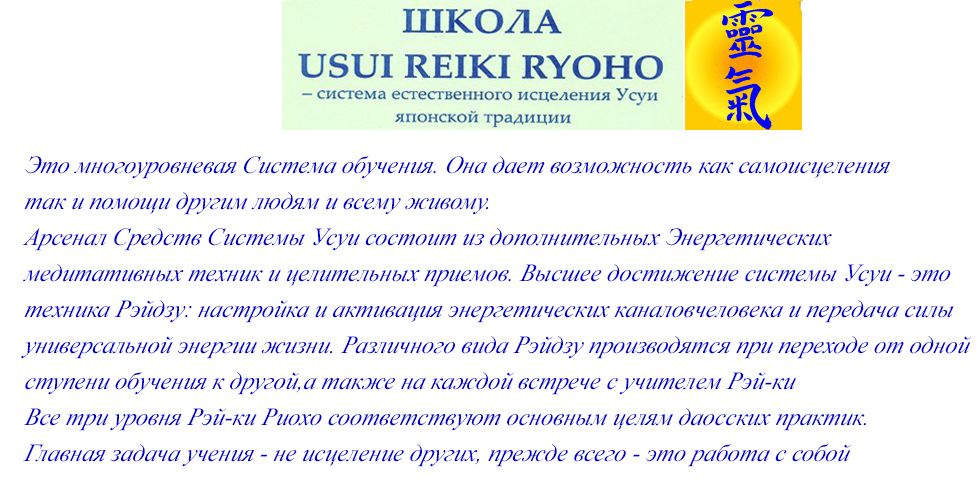 ШКОЛА
USUI REIKI RYOHO
– система естественного исцеления Усуи
японской традиции
靈
氣
Это многоуровневая Система обучения. Она дает возможность как самоисцеления
так и помощи другим людям и всему живому.
Арсенал Средств Системы Усуи состоит из дополнительных Энергетических
медитативных техник и целительных приемов. Высшее достижение системы Усуи - это
техника Рэйдзу: настройка и активация энергетических каналовчеловека и передача силы
универсальной энергии жизни. Различного вида Рэйдзу производятся при переходе от одной
ступени обучения к другой,а также на каждой встрече с учителем Рэй-ки
Все три уровня Рэй-ки Риохо соответствуют основным целям даосских практик.
Главная задача учения - не исцеление других, прежде всего - это работа с собой